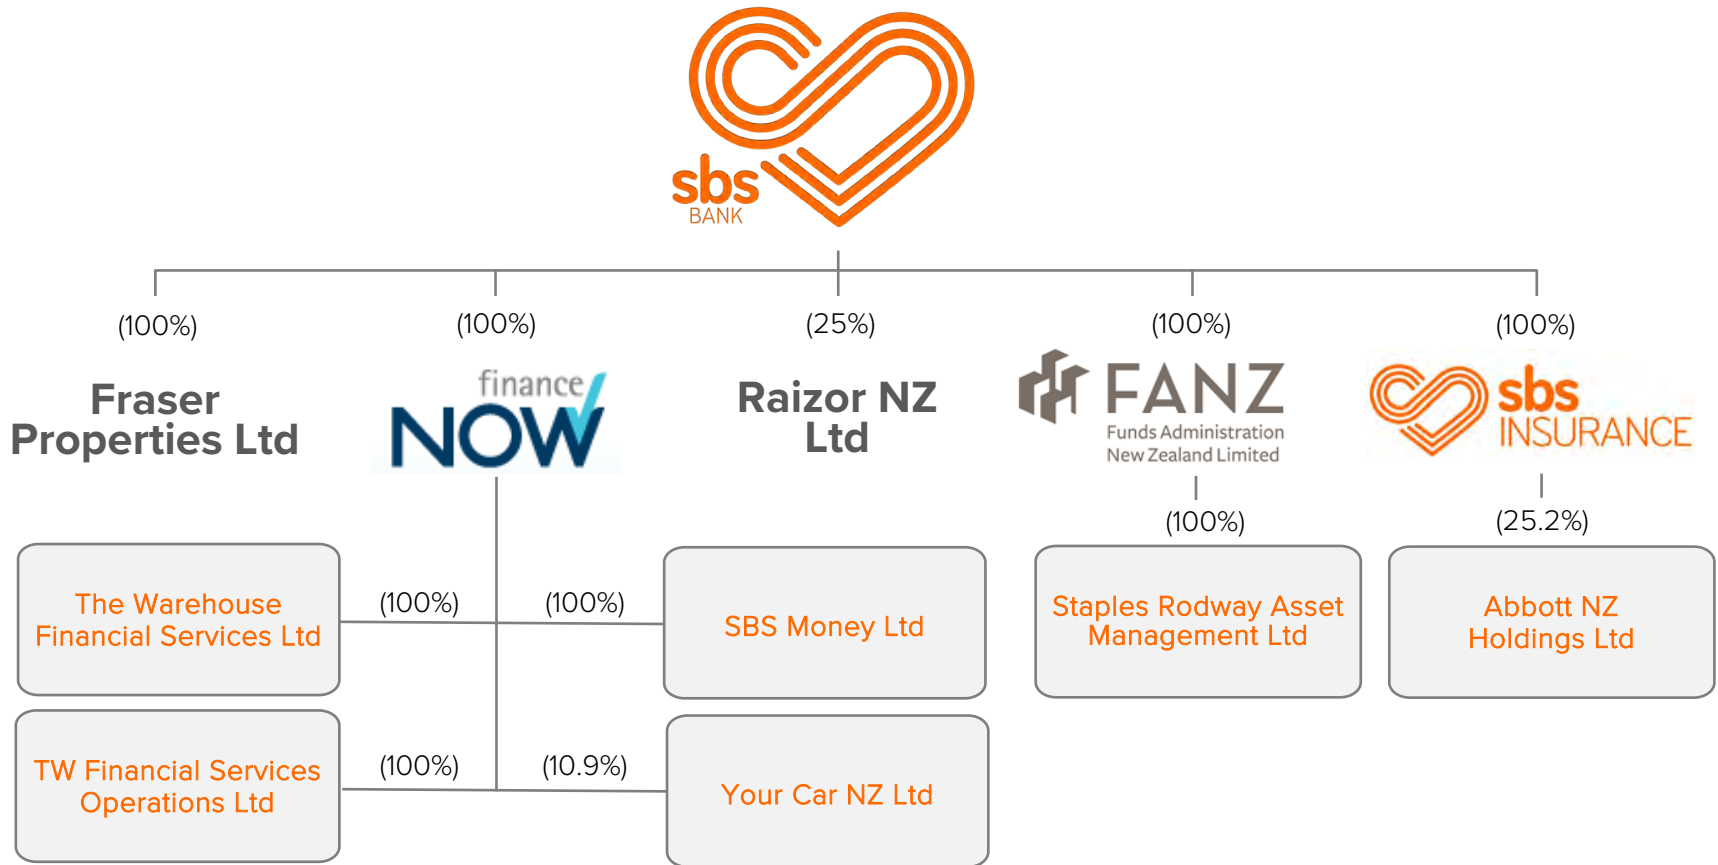 sbs
BANK
(100%)
(100%)
(25%)
(100%)
(100%)
Fraser
Properties Ltd
finance
NOW
Raizor NZ
Ltd
FANZ
Funds Administration
New Zealand Limited
sbs
INSURANCE
(100%)
(25.2%)
The Warehouse
Financial Services Ltd
(100%)
(100%)
SBS Money Ltd
Staples Rodway Asset
Management Ltd
Abbott NZ
Holdings Ltd
TW Financial Services
Operations Ltd
(100%)
(10.9%)
Your Car NZ Ltd